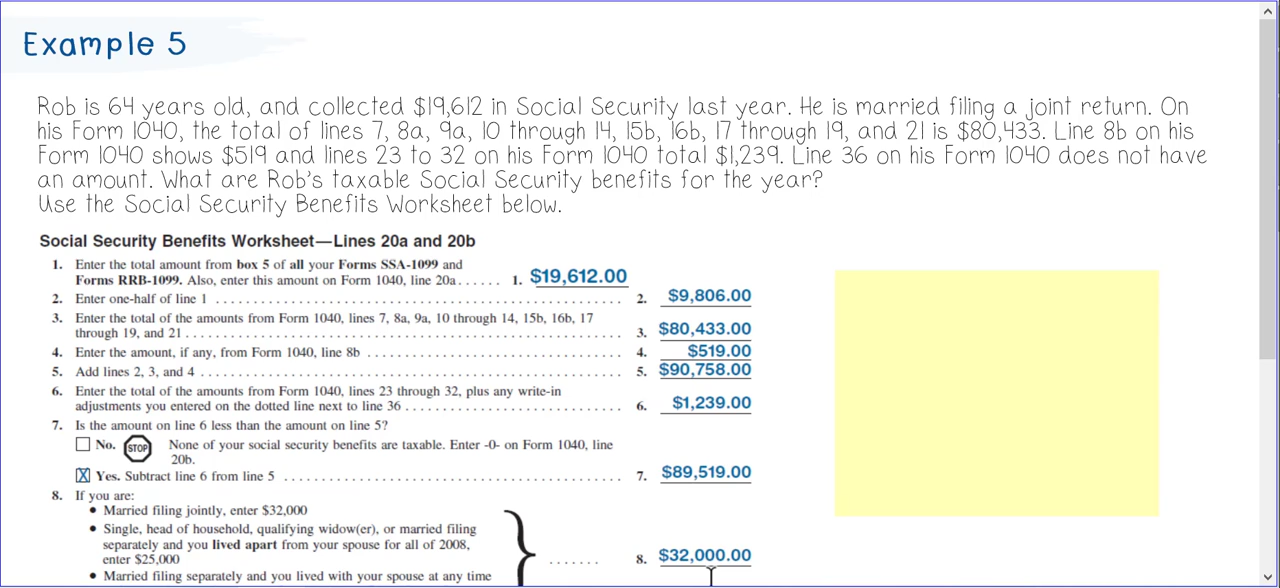 Example 5
Rob is 64 years old, and collected $19,612 in Social Security last year. He is married filing a joint return. On
his Form 1040, the total of lines 7, 8a, 9a, 10 through 14, 15b, 16b, 17 through 19, and 21 is $80,433. Line 8b on his
Form 1040 shows $519 and lines 23 to 32 on his Form 1040 total $1,239. Line 36 on his Form 1040 does not have
an amount. What are Rob's taxable Social Security benefits for the year?
Use the Social Security Benefits Worksheet below.
Social Security Benefits Worksheet—Lines 20a and 20b
1. Enter the total amount from box 5 of all your Forms SSA-1099 and
Forms RRB-1099. Also, enter this amount on Form 1040, line 20a...... 1. $19,612.00
2. Enter one-half of line 1 ........ 2. $9,806.00
3. Enter the total of the amounts from Form 1040, lines 7, 8a, 9a, 10 through 14, 15b, 16b, 17
through 19, and 21 ........ 3. $80,433.00
4. Enter the amount, if any, from Form 1040, line 8b ........ 4. $519.00
5. Add lines 2, 3, and 4 ........ 5. $90,758.00
6. Enter the total of the amounts from Form 1040, lines 23 through 32, plus any write-in
adjustments you entered on the dotted line next to line 36 ........ 6. $1,239.00
7. Is the amount on line 6 less than the amount on line 5?
No. STOP None of your social security benefits are taxable. Enter -0- on Form 1040, line
20b.
X Yes. Subtract line 6 from line 5 ........ 7. $89,519.00
8. If you are:
• Married filing jointly, enter $32,000
• Single, head of household, qualifying widow(er), or married filing
separately and you lived apart from your spouse for all of 2008,
enter $25,000 ....... 8. $32,000.00
• Married filing separately and you lived with your spouse at any time